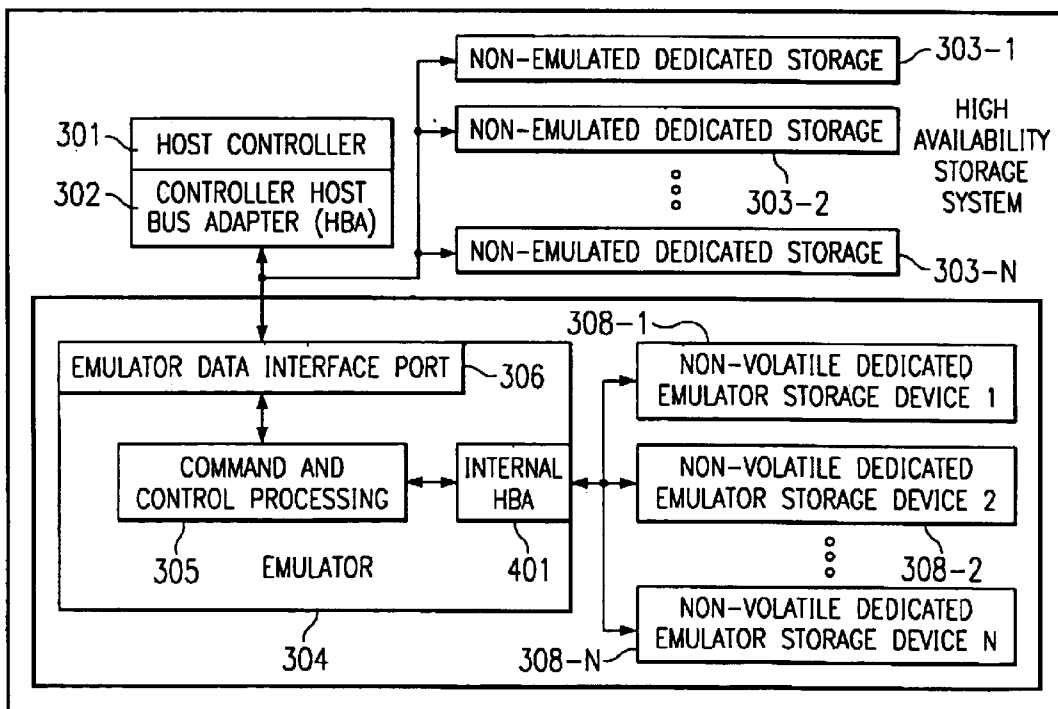 NON-EMULATED DEDICATED STORAGE
303-1
301
HOST CONTROLLER
NON-EMULATED DEDICATED STORAGE
HIGH
AVAILABILITY
STORAGE
SYSTEM
302
CONTROLLER HOST
BUS ADAPTER (HBA)
303-2
NON-EMULATED DEDICATED STORAGE
303-N
308-1
EMULATOR DATA INTERFACE PORT
306
NON-VOLATILE DEDICATED
EMULATOR STORAGE DEVICE 1
COMMAND AND
CONTROL PROCESSING
INTERNAL
HBA
NON-VOLATILE DEDICATED
EMULATOR STORAGE DEVICE 2
305
EMULATOR
401
308-2
NON-VOLATILE DEDICATED
EMULATOR STORAGE DEVICE N
304
308-N